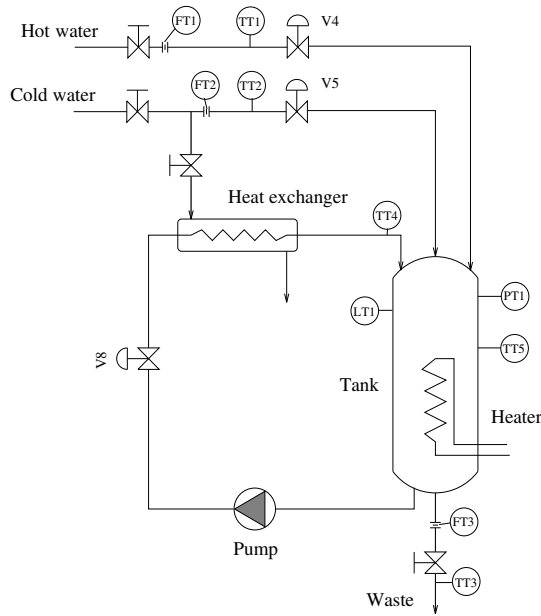 FT1
TT1
V4
Hot water
FT2
TT2
V5
Cold water
Heat exchanger
TT4
LT1
PT1
TT5
V8
Tank
Heater
FT3
Pump
TT3
Waste